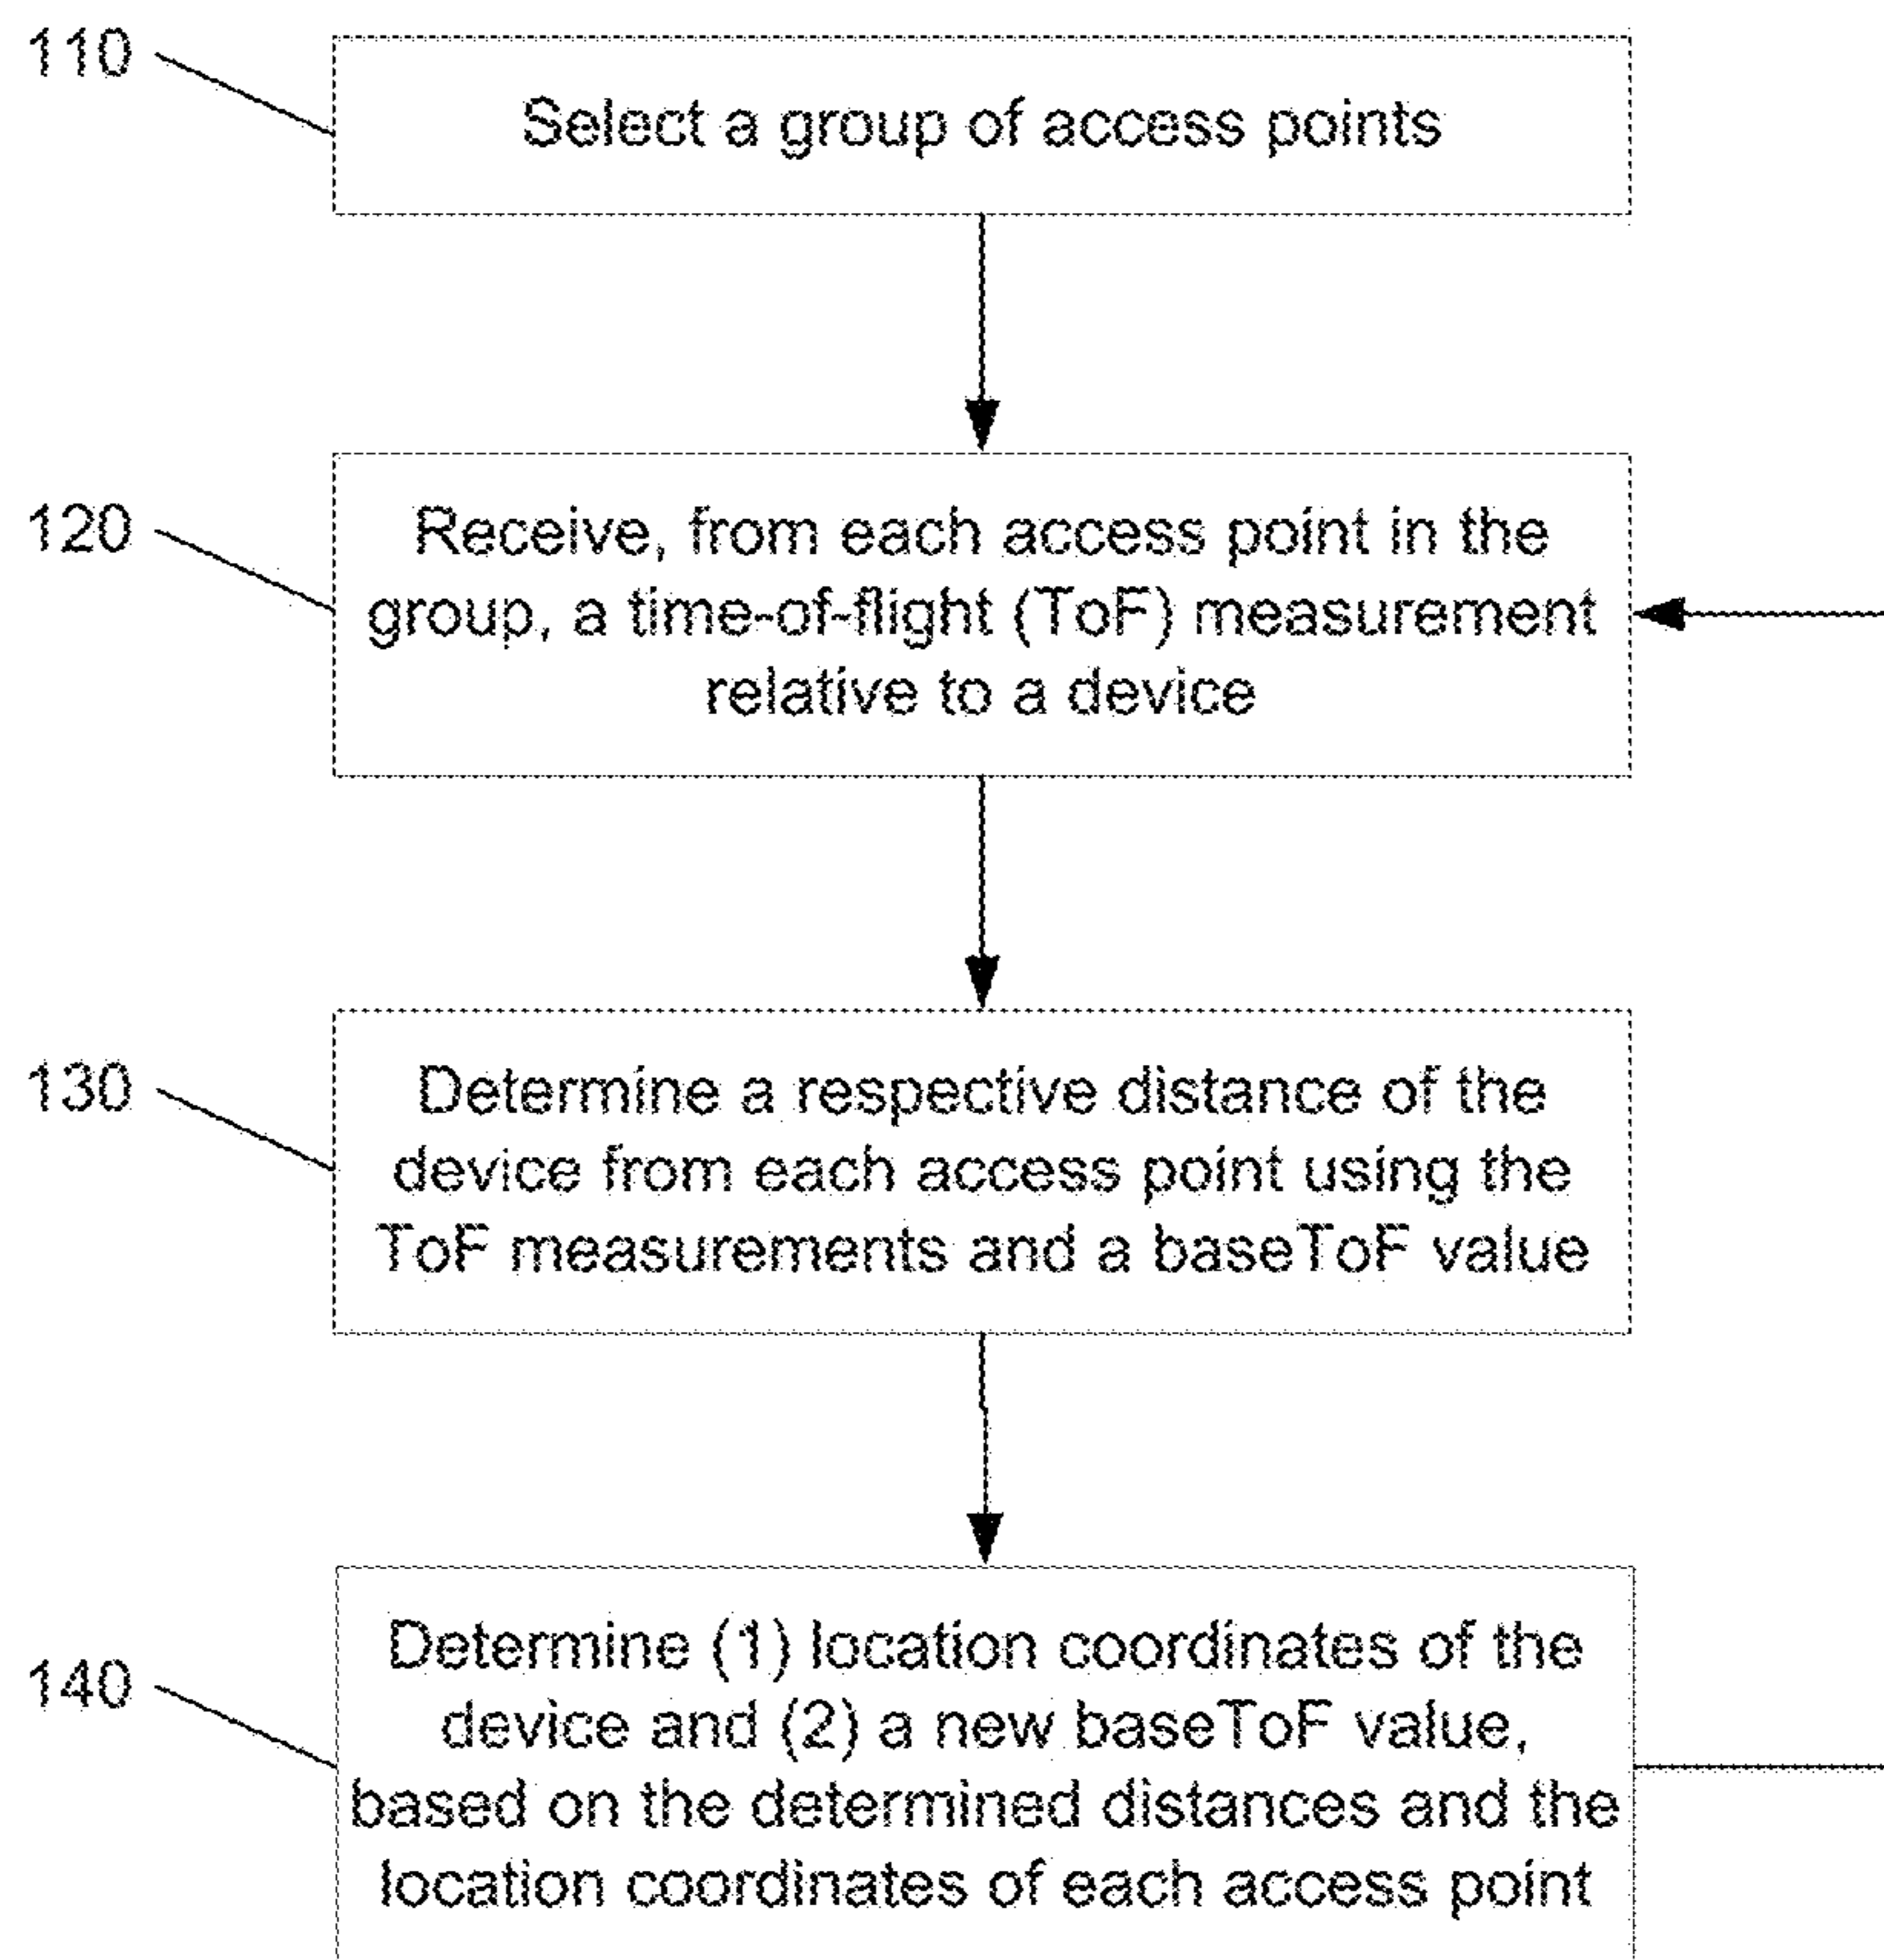 110
Select a group of access points
120
Receive, from each access point in the
group, a time-of-flight (ToF) measurement
relative to a device
130
Determine a respective distance of the
device from each access point using the
ToF measurements and a baseToF value
140
Determine (1) location coordinates of the
device and (2) a new baseToF value,
based on the determined distances and the
location coordinates of each access point